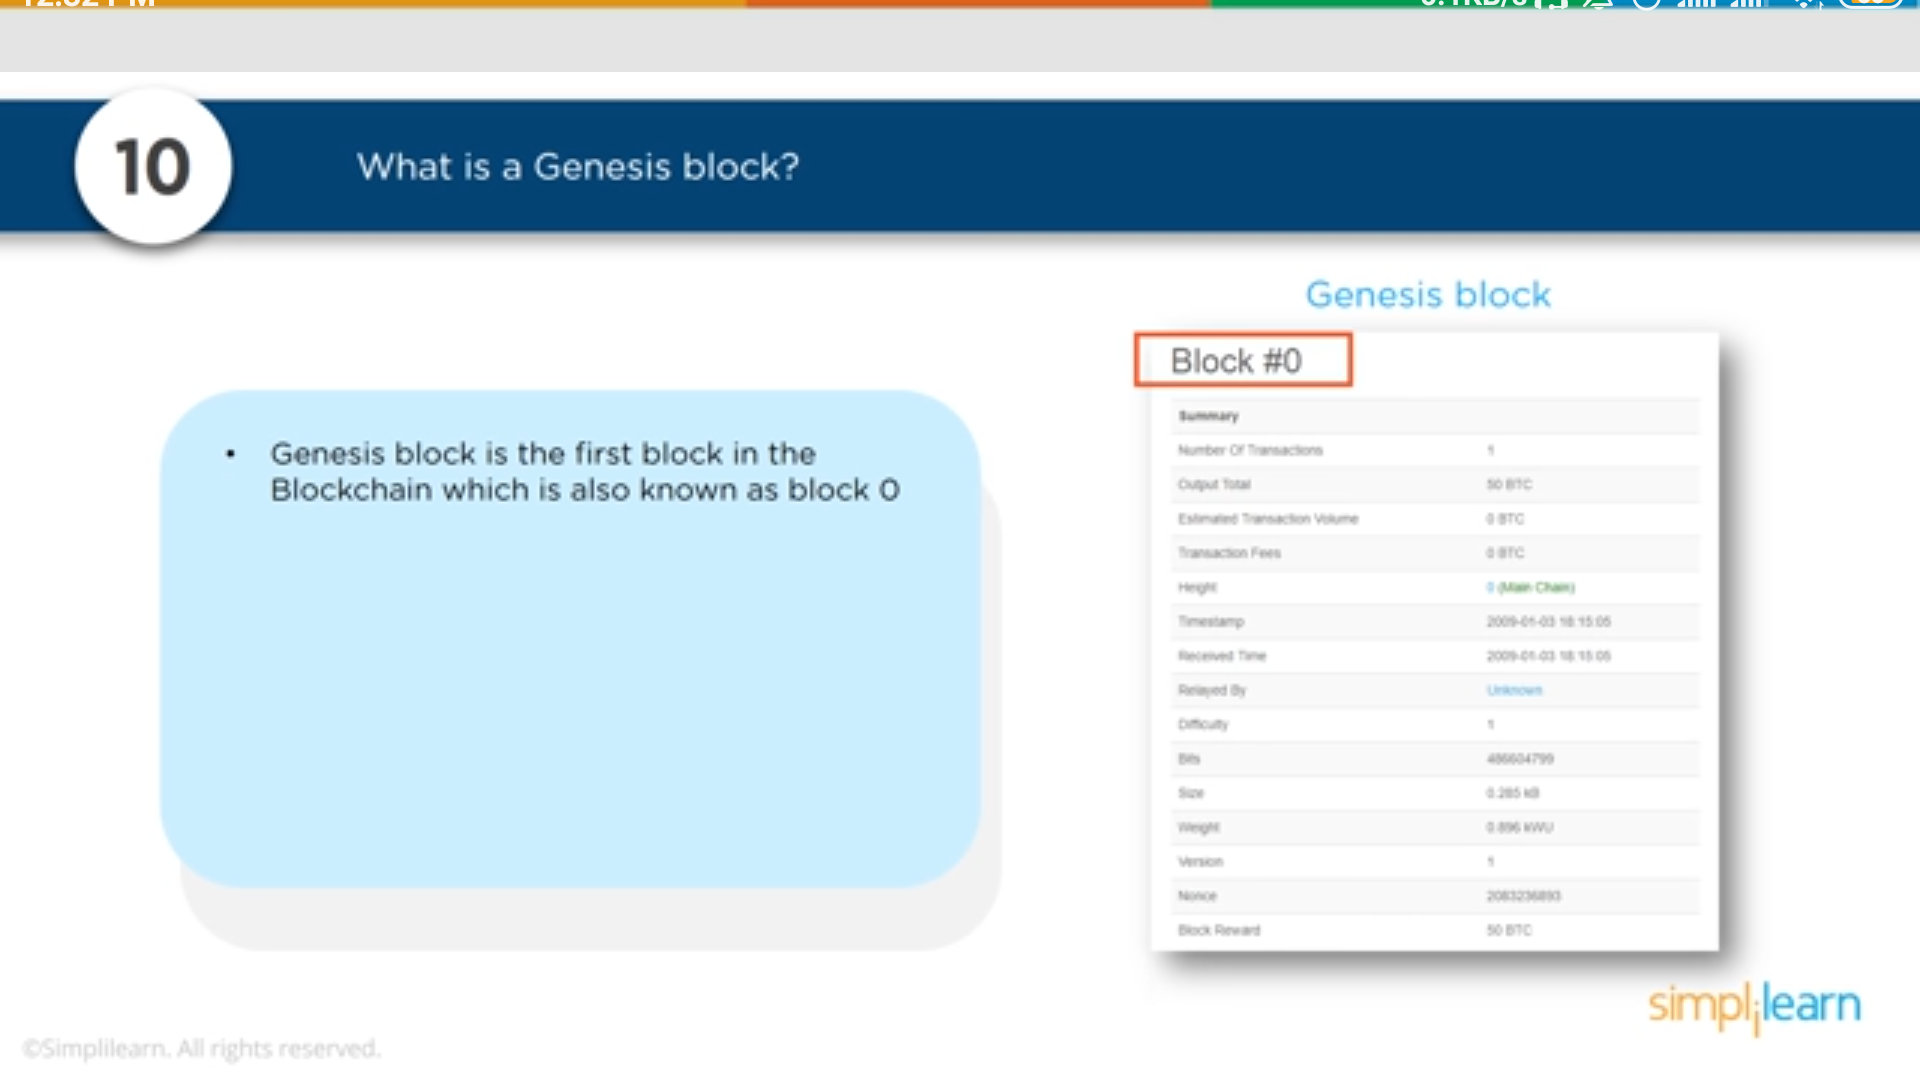 10
What is a Genesis block?
Genesis block
Block #0
• Genesis block is the first block in the
Blockchain which is also known as block 0
Summary
Number Of Transactions 1
Output Total 50 BTC
Estimated Transaction Volume 0 BTC
Transaction Fees 0 BTC
Height 0 (Main Chain)
Timestamp 2009-01-03 18:15:05
Received Time 2009-01-03 18:15:05
Relayed By Unknown
Difficulty 1
Bits 486604799
Size 0.285 kB
Weight 0.896 kWU
Version 1
Nonce 2083236893
Block Reward 50 BTC
simplilearn
©Simplilearn. All rights reserved.